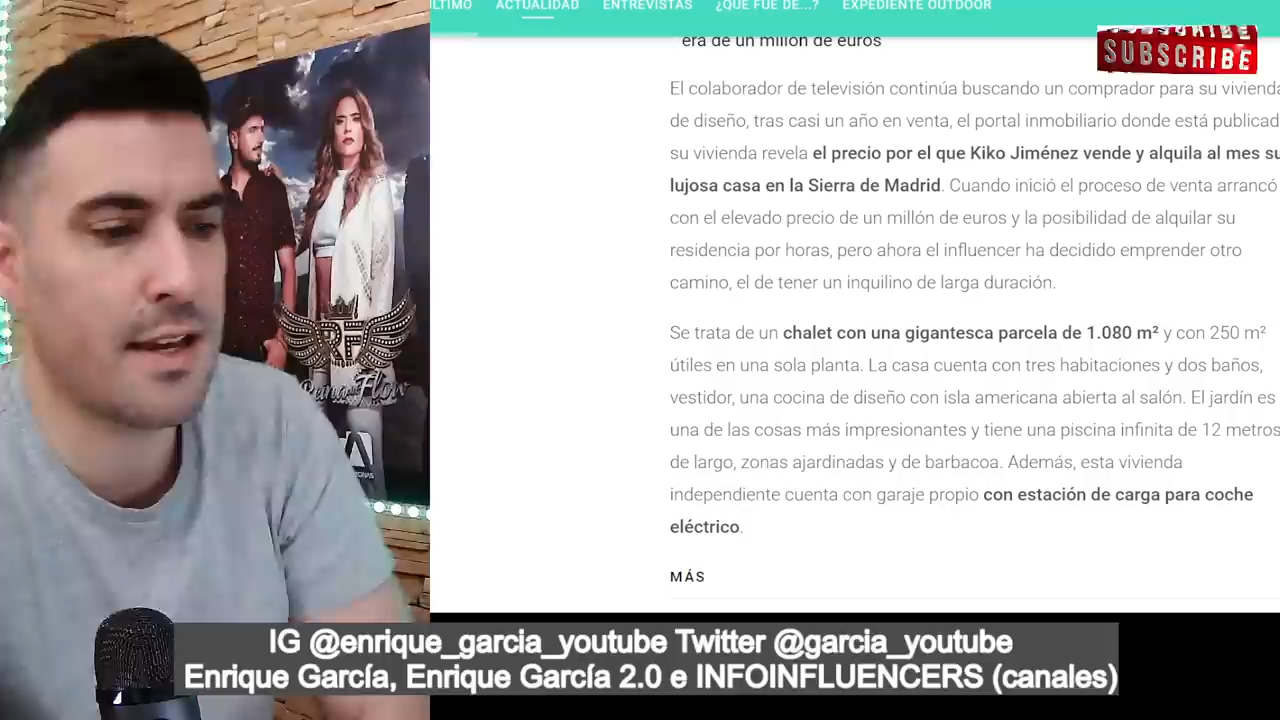 ÚLTIMO ACTUALIDAD ENTREVISTAS ¿QUÉ FUE DE...? EXPEDIENTE OUTDOOR
era de un millón de euros
SUBSCRIBE
SUBSCRIBE
El colaborador de televisión continúa buscando un comprador para su vivienda
de diseño, tras casi un año en venta, el portal inmobiliario donde está publicad
su vivienda revela el precio por el que Kiko Jiménez vende y alquila al mes su
lujosa casa en la Sierra de Madrid. Cuando inició el proceso de venta arrancó
con el elevado precio de un millón de euros y la posibilidad de alquilar su
residencia por horas, pero ahora el influencer ha decidido emprender otro
camino, el de tener un inquilino de larga duración.
Se trata de un chalet con una gigantesca parcela de 1.080 m² y con 250 m²
útiles en una sola planta. La casa cuenta con tres habitaciones y dos baños,
vestidor, una cocina de diseño con isla americana abierta al salón. El jardín es
una de las cosas más impresionantes y tiene una piscina infinita de 12 metros
de largo, zonas ajardinadas y de barbacoa. Además, esta vivienda
independiente cuenta con garaje propio con estación de carga para coche
eléctrico.
MÁS
RF
IG @enrique_garcia_youtube Twitter @garcia_youtube
Enrique García, Enrique García 2.0 e INFOINFLUENCERS (canales)